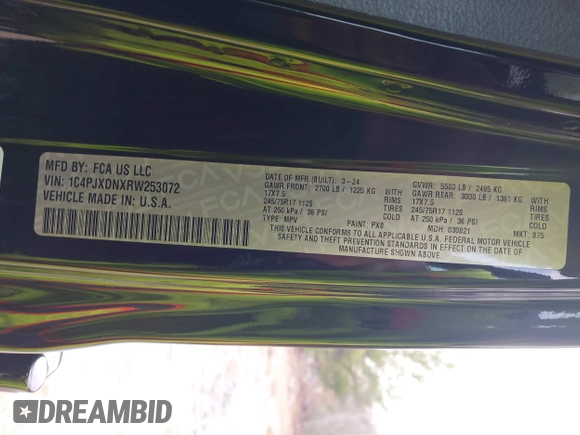 MFD BY: FCA US LLC
VIN: 1C4PJXDNXRW253072
VEHICLE MADE IN: U.S.A.
DATE OF MFR (BUILT): 3-24 GVWR: 5503 LB / 2495 KG
GAWR FRONT: 2700 LB / 1225 KG WITH GAWR REAR: 3000 LB / 1361 KG WITH
17X7.5 RIMS 17X7.5 RIMS
245/75R17 112S TIRES 245/75R17 112S TIRES
AT 250 kPa / 36 PSI COLD AT 250 kPa / 36 PSI COLD
TYPE: MPV PAINT: PX8 MDH: 030821 MKT: 875
THIS VEHICLE CONFORMS TO ALL APPLICABLE U.S.A. FEDERAL MOTOR VEHICLE
SAFETY AND THEFT PREVENTION STANDARDS IN EFFECT ON THE DATE OF
MANUFACTURE SHOWN ABOVE.
DREAMBID